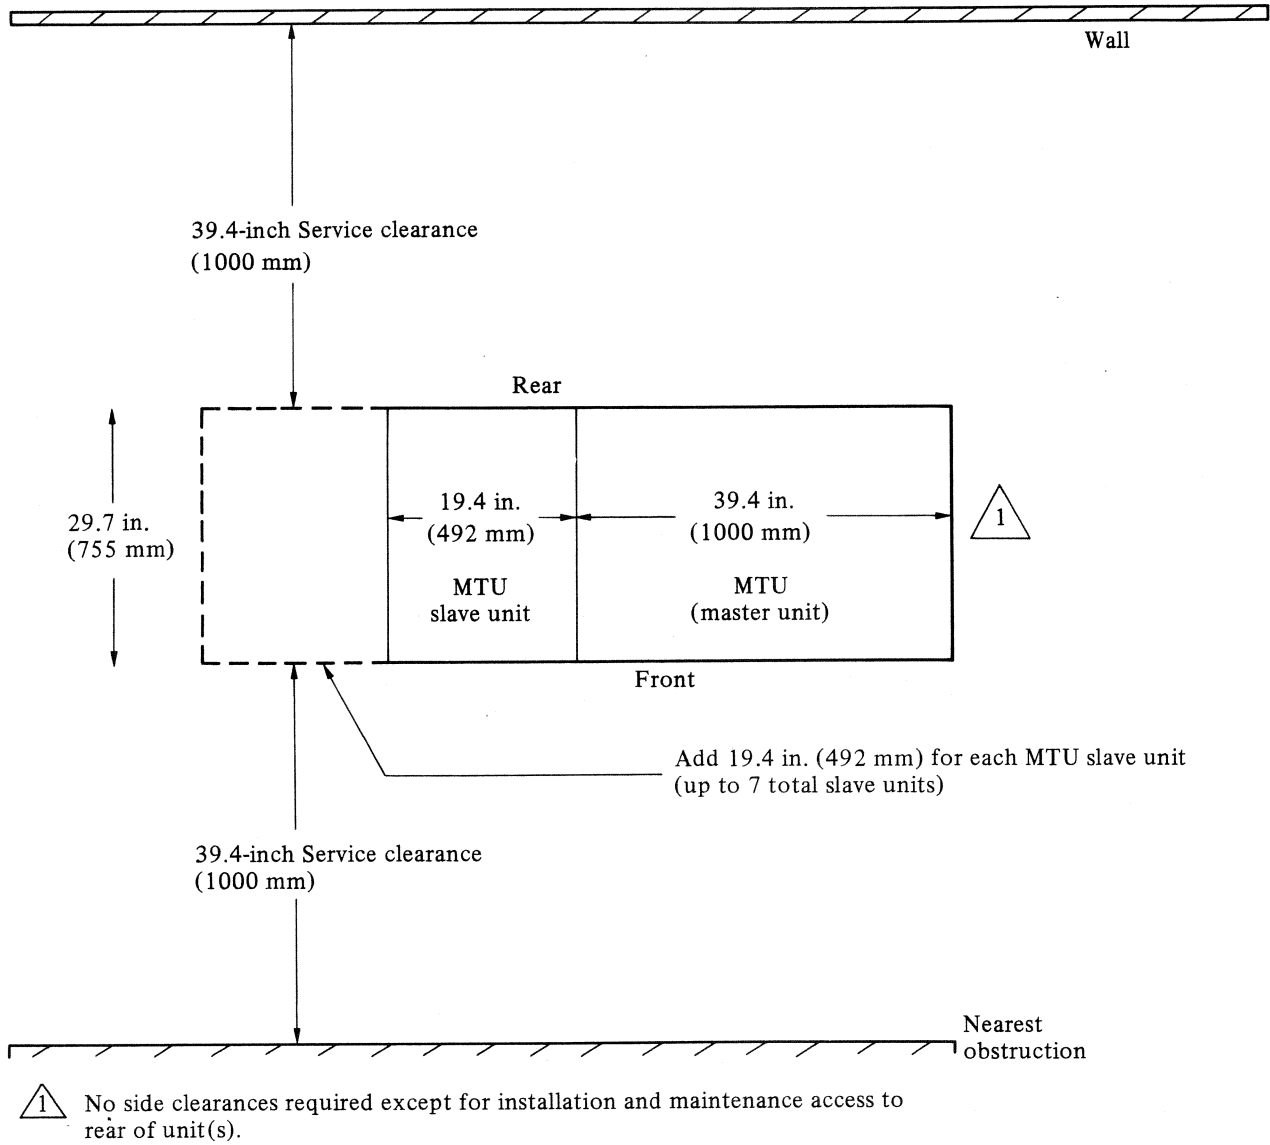 Wall
39.4-inch Service clearance
(1000 mm)
Rear
29.7 in.
(755 mm)
19.4 in.
(492 mm)
MTU
slave unit
39.4 in.
(1000 mm)
MTU
(master unit)
1
Front
Add 19.4 in. (492 mm) for each MTU slave unit
(up to 7 total slave units)
39.4-inch Service clearance
(1000 mm)
Nearest
obstruction
1 No side clearances required except for installation and maintenance access to
rear of unit(s).